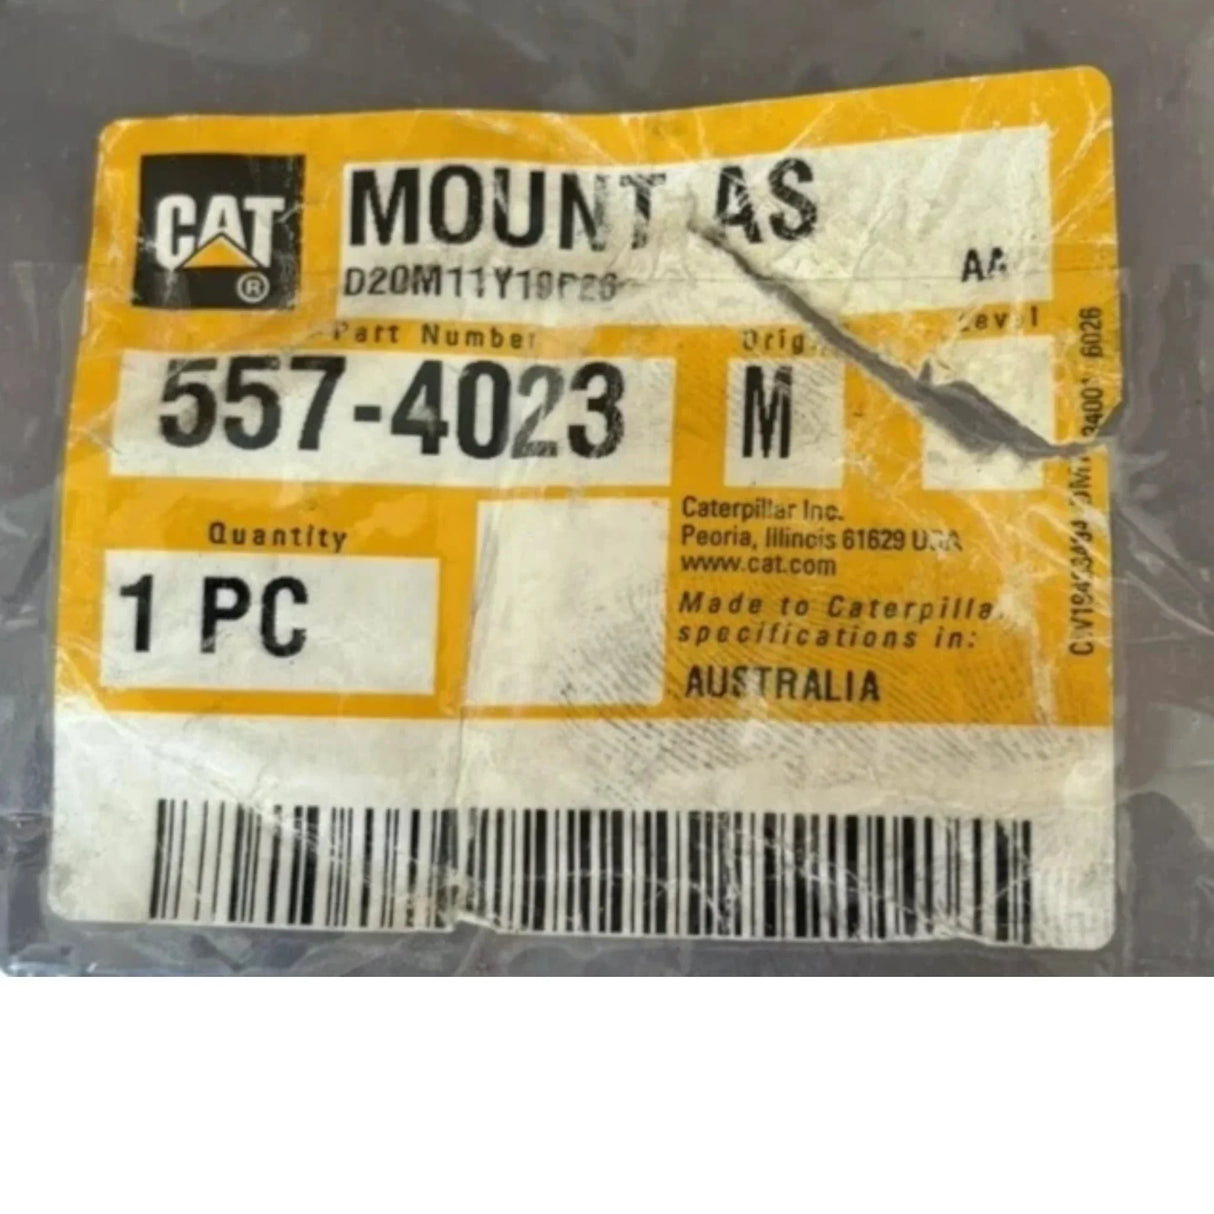 CAT ®
MOUNT AS
AA
Part Number
Level
557-4023
M
Quantity
1 PC
Caterpillar Inc.
Peoria, Illinois 61629 USA
www.cat.com
Made to Caterpillar
specifications in:
AUSTRALIA
6026